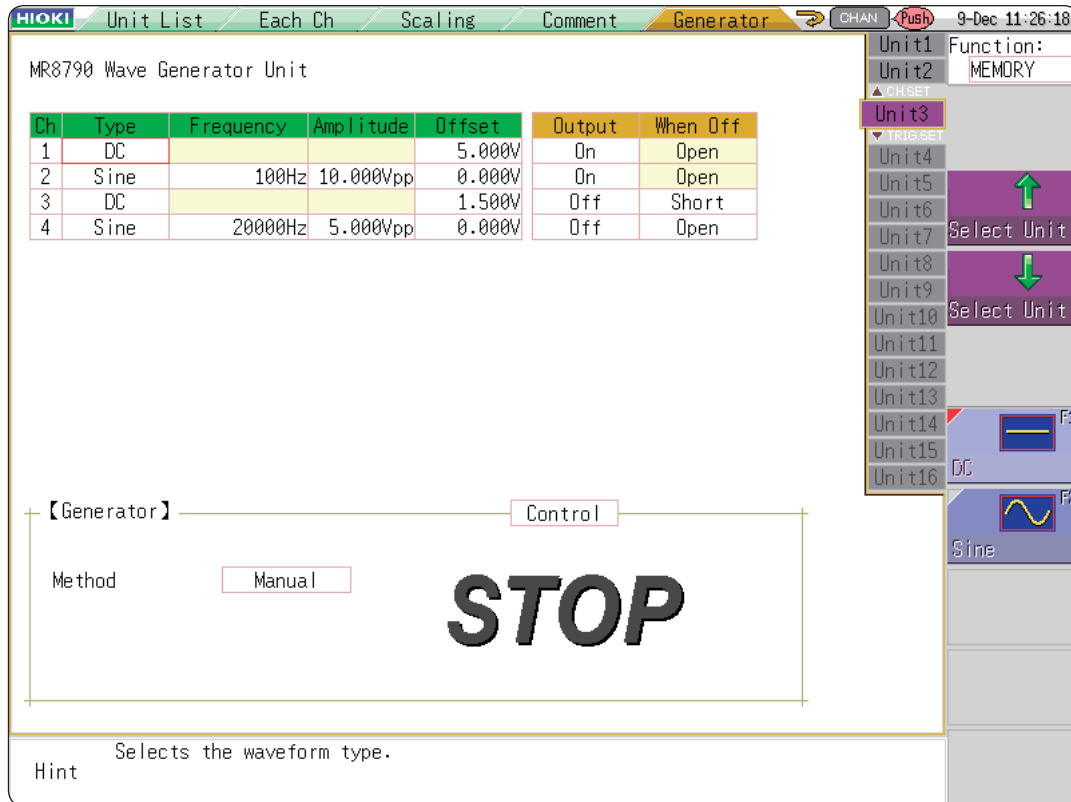 HIOKI Unit List Each Ch Scaling Comment Generator CHAN Push 9-Dec 11:26:18
Unit1 Function:
Unit2 MEMORY
MR8790 Wave Generator Unit
▲CH.SET
Unit3
▼TRIG.SET
Ch Type Frequency Amplitude Offset Output When Off
1 DC 5.000V On Open
2 Sine 100Hz 10.000Vpp 0.000V On Open
3 DC 1.500V Off Short
4 Sine 20000Hz 5.000Vpp 0.000V Off Open
Unit4
Unit5
Unit6
Unit7 Select Unit
Unit8
Unit9
Unit10 Select Unit
Unit11
Unit12
Unit13
Unit14
Unit15
Unit16
DC
Sine
【Generator】 Control
Method Manual STOP
Selects the waveform type.
Hint